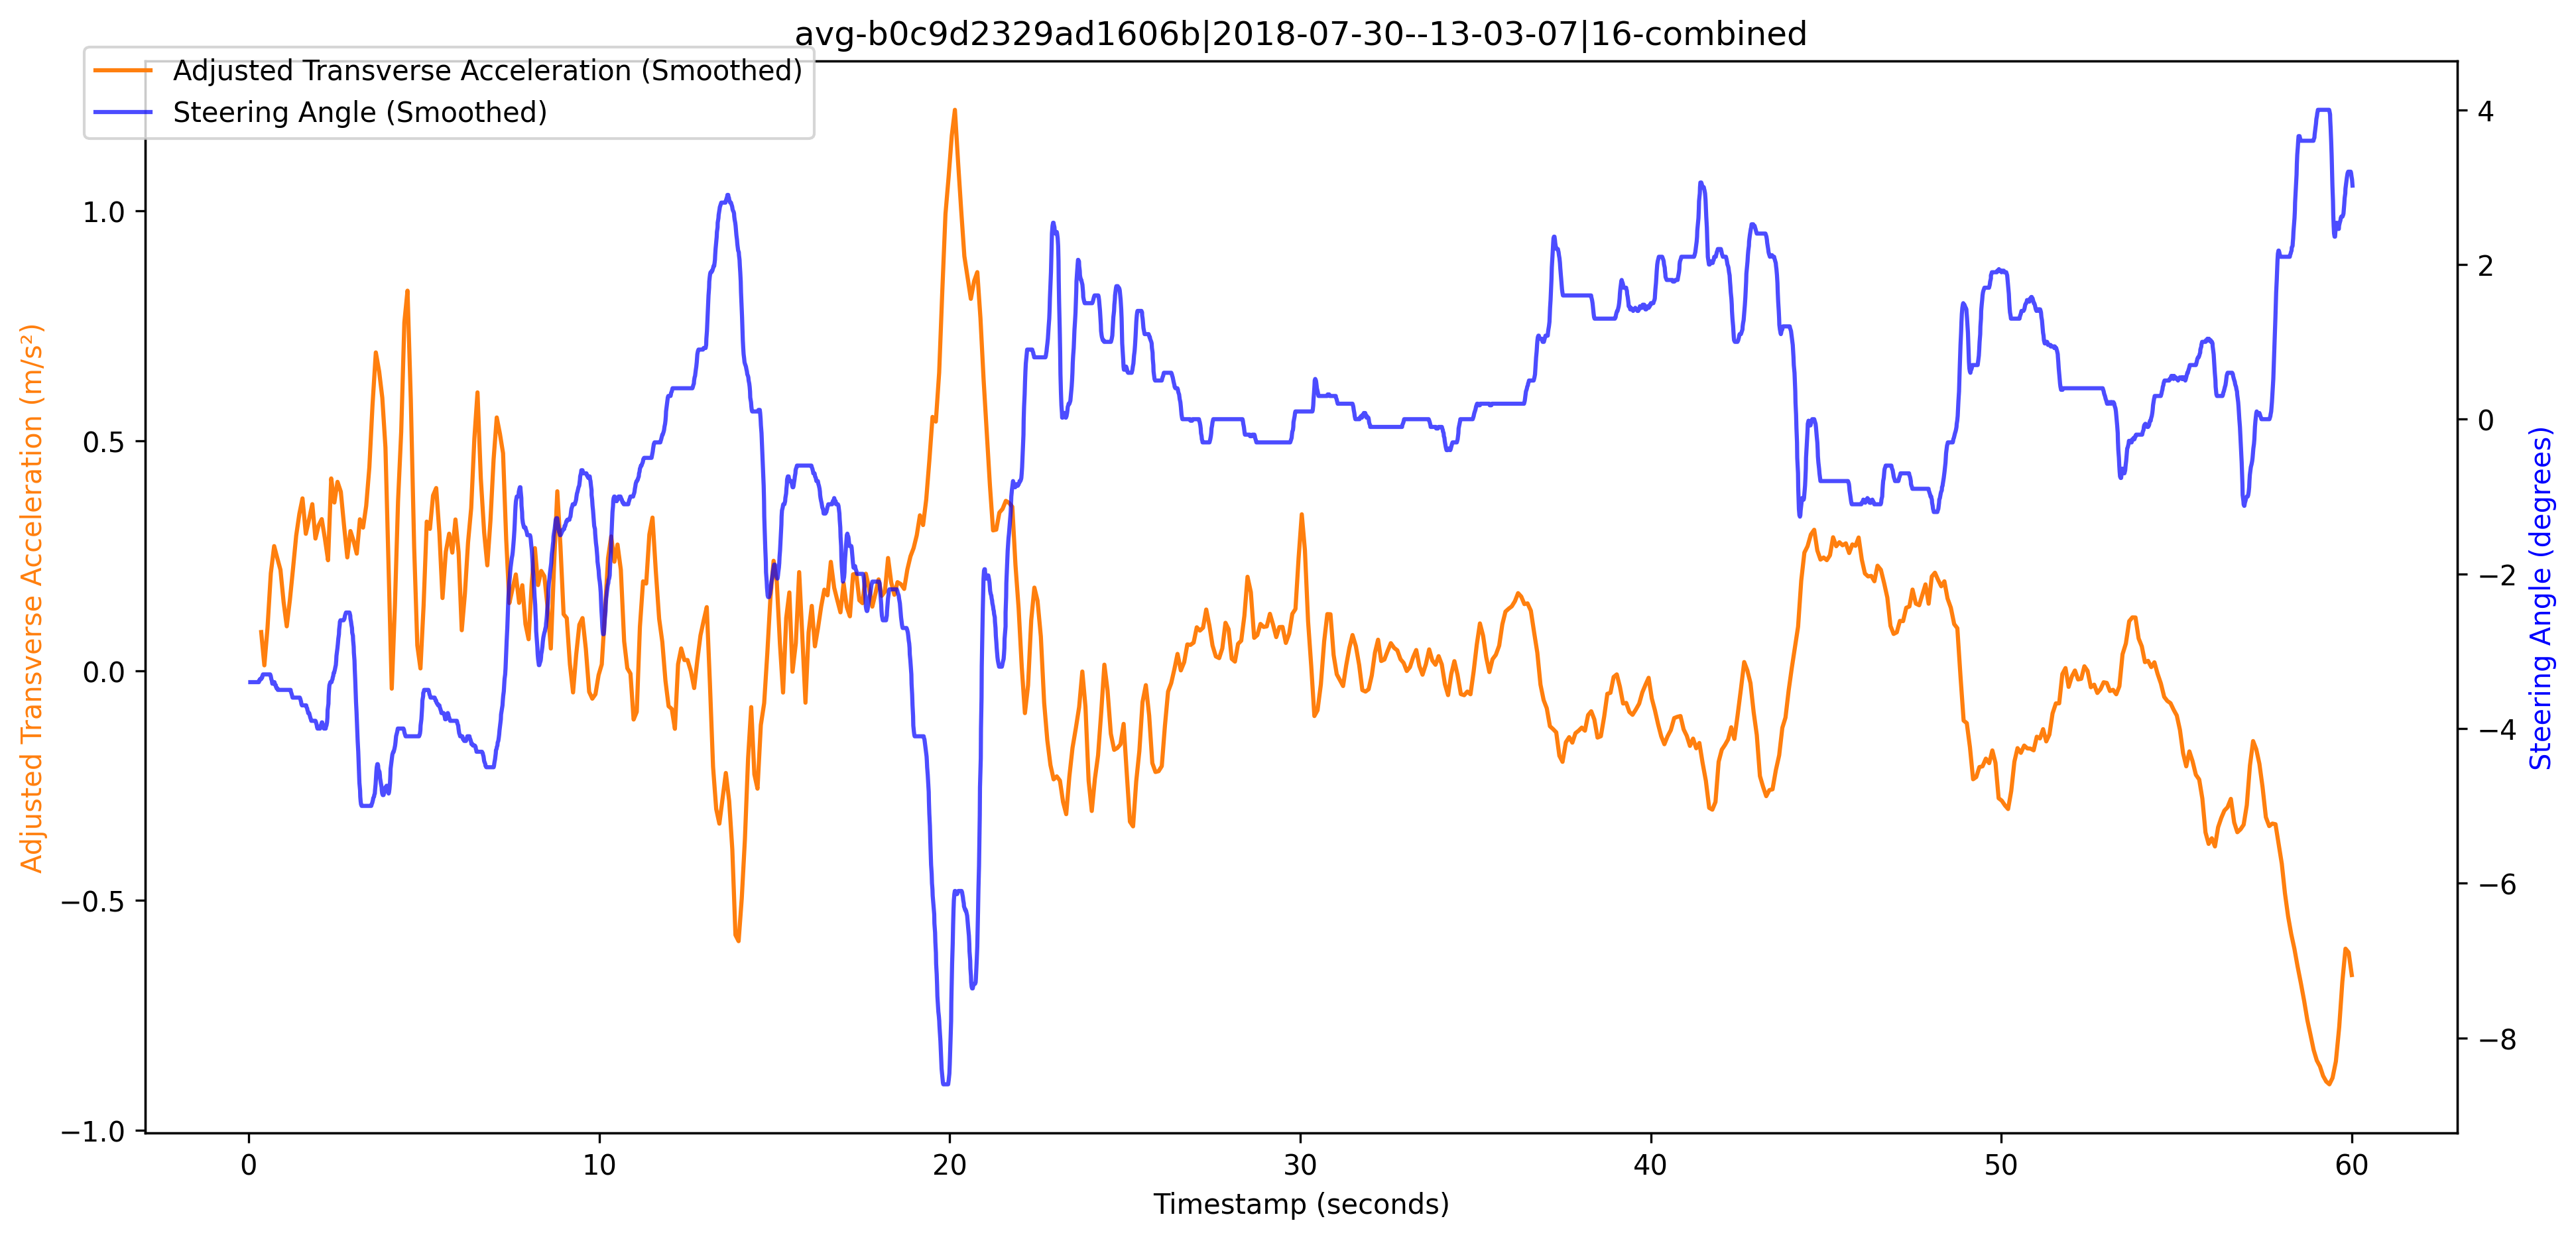 avg-b0c9d2329ad1606b|2018-07-30--13-03-07|16-combined
Adjusted Transverse Acceleration (Smoothed)
Steering Angle (Smoothed)
Adjusted Transverse Acceleration (m/s²)
1.0
0.5
0.0
−0.5
−1.0
4
2
0
−2
−4
−6
−8
Steering Angle (degrees)
0 10 20 30 40 50 60
Timestamp (seconds)